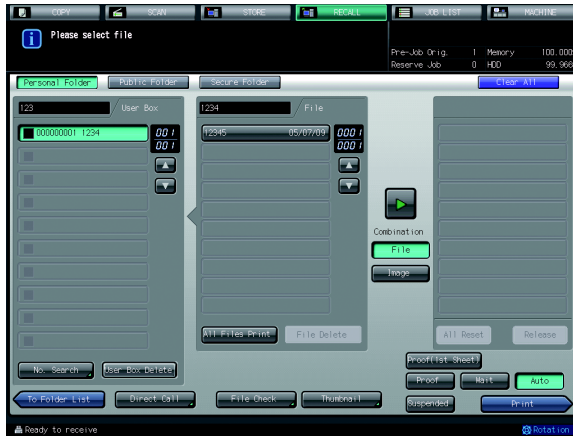 COPY SCAN STORE RECALL JOB LIST MACHINE
Please select file
Pre-Job Orig. 1 Memory 100.000
Reserve Job 0 HDD 99.966
Personal Folder Public Folder Secure Folder Clear All
123 User Box 1234 File
000000001 1234 001 12345 05/07/09 0001
001 0001
Combination
File
Image
All Files Print File Delete All Reset Release
Proof(1st Sheet)
No. Search User Box Delete Proof Wait Auto
To Folder List Direct Call File Check Thumbnail Suspended Print
Ready to receive Rotation